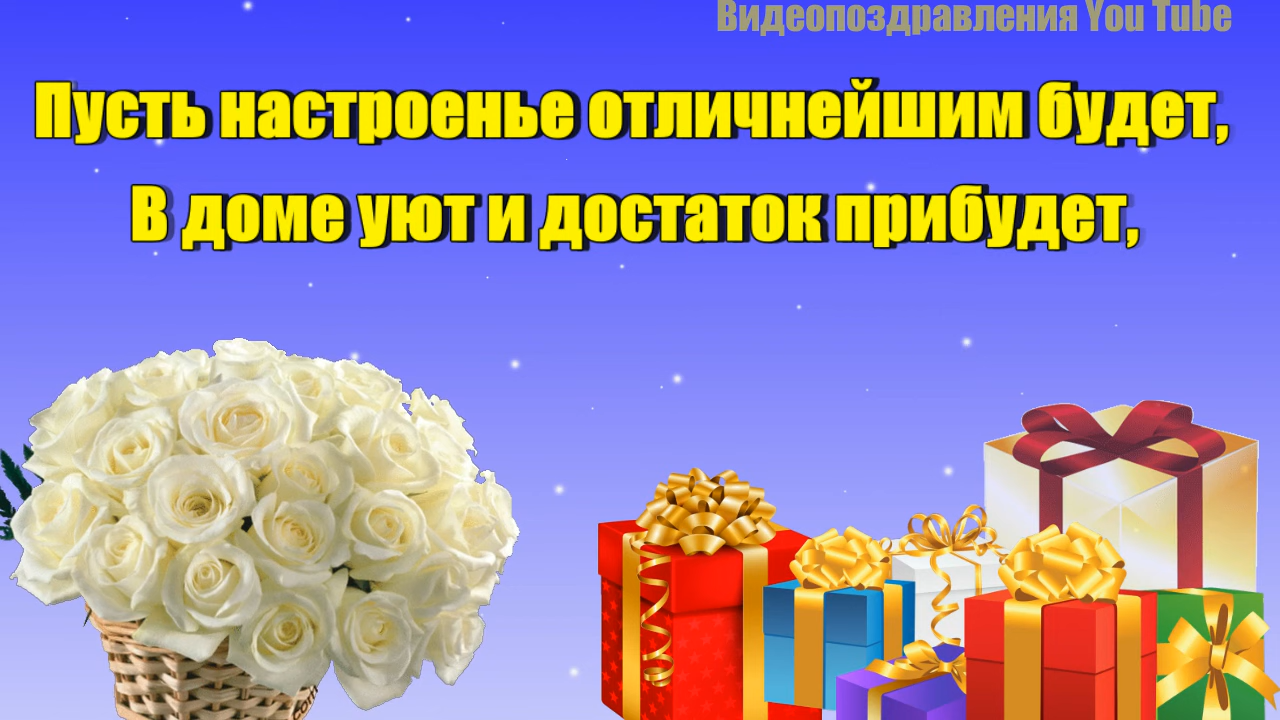 Видеопоздравления You Tube
Пусть настроенье отличнейшим будет,
В доме уют и достаток прибудет,